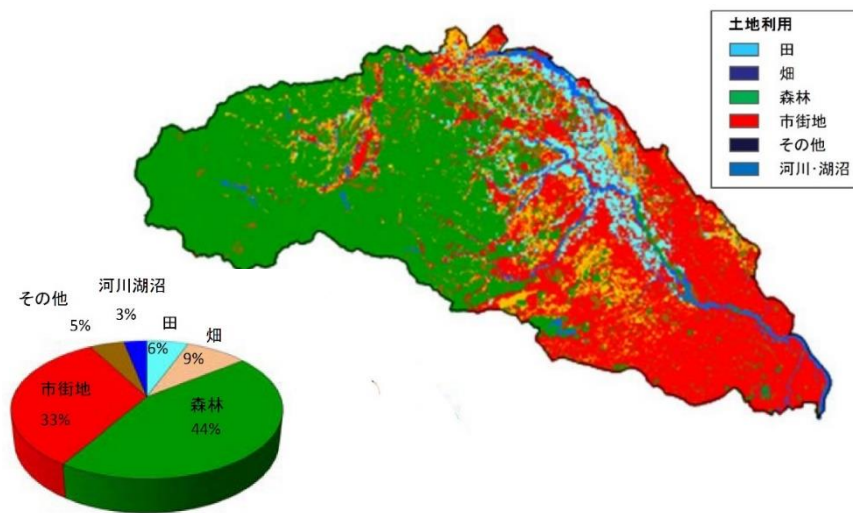 土地利用
田
畑
森林
市街地
その他
河川･湖沼
河川湖沼
3%
その他
5%
田
6%
畑
9%
市街地
33%
森林
44%